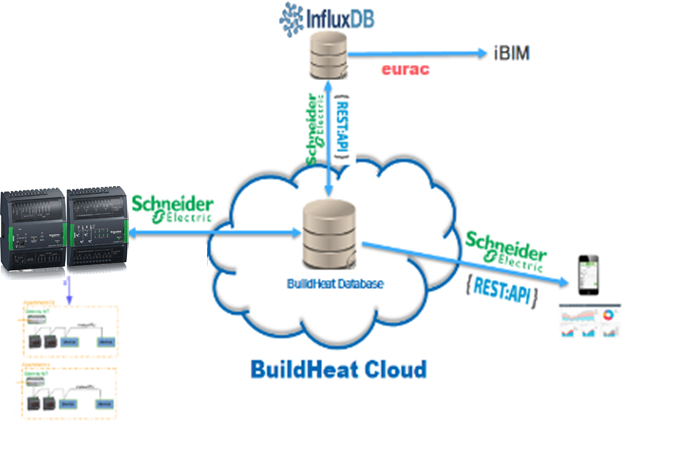 InfluxDB
iBIM
eurac
Schneider
Electric
{REST:API}
Schneider
Electric
Schneider
Electric
{REST:API}
BuildHeat Database
BuildHeat Cloud